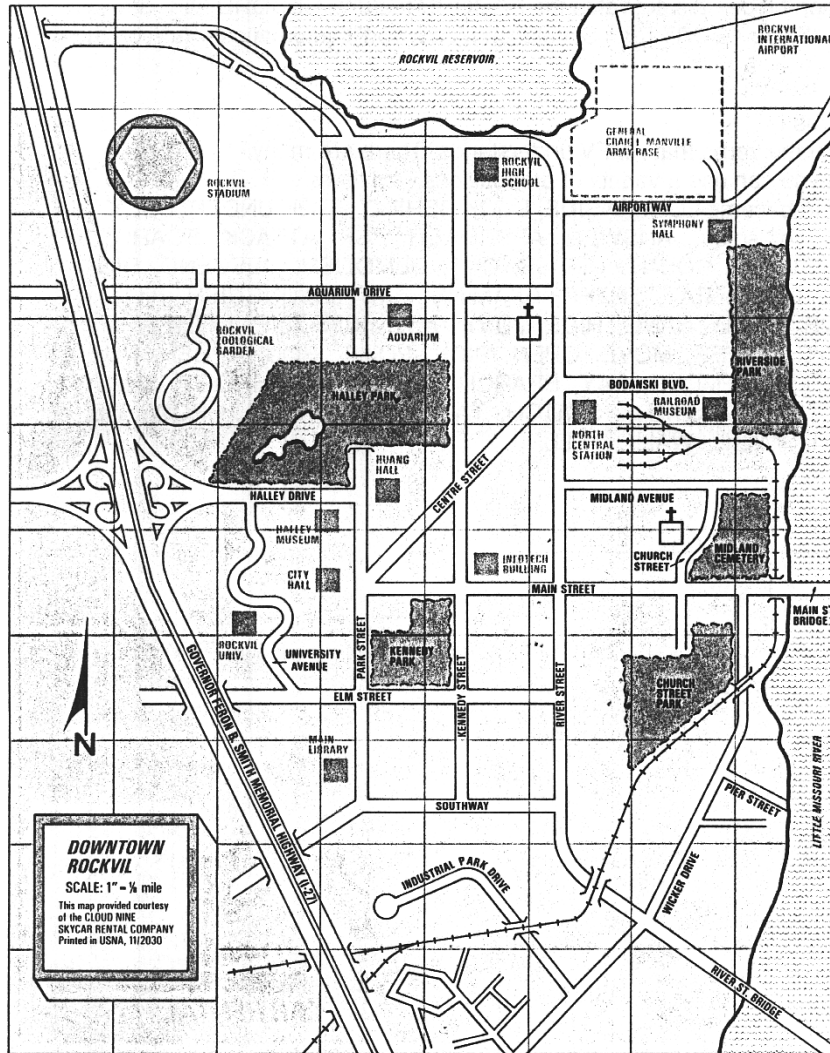 ROCKVIL RESERVOIR
ROCKVIL
INTERNATIONA
AIRPORT
GENERAL
CRAIG E. MANVILLE
ARMY BASE
ROCKVIL
HIGH
SCHOOL
ROCKVIL
STADIUM
AIRPORTWAY
SYMPHONY
HALL
AQUARIUM DRIVE
ROCKVIL
ZOOLOGICAL
GARDEN
AQUARIUM
RIVERSIDE
PARK
HALLEY PARK
BODANSKI BLVD.
RAILROAD
MUSEUM
NORTH
CENTRAL
STATION
HUANG
HALL
CENTRE STREET
HALLEY DRIVE
MIDLAND AVENUE
HALLEY
MUSEUM
CHURCH
STREET
MIDLAND
CEMETERY
INFOTECH
BUILDING
CITY
HALL
MAIN STREET
MAIN ST
BRIDGE
ROCKVIL
UNIV.
UNIVERSITY
AVENUE
PARK STREET
KENNEDY
PARK
KENNEDY STREET
RIVER STREET
CHURCH
STREET
PARK
ELM STREET
GOVERNOR FERON B. SMITH MEMORIAL HIGHWAY (I-27)
N
MAIN
LIBRARY
LITTLE MISSOURI RIVER
PIER STREET
SOUTHWAY
WICKER DRIVE
INDUSTRIAL PARK DRIVE
RIVER ST. BRIDGE
DOWNTOWN
ROCKVIL
SCALE: 1" = ⅛ mile
This map provided courtesy
of the CLOUD NINE
SKYCAR RENTAL COMPANY
Printed in USNA, 11/2030